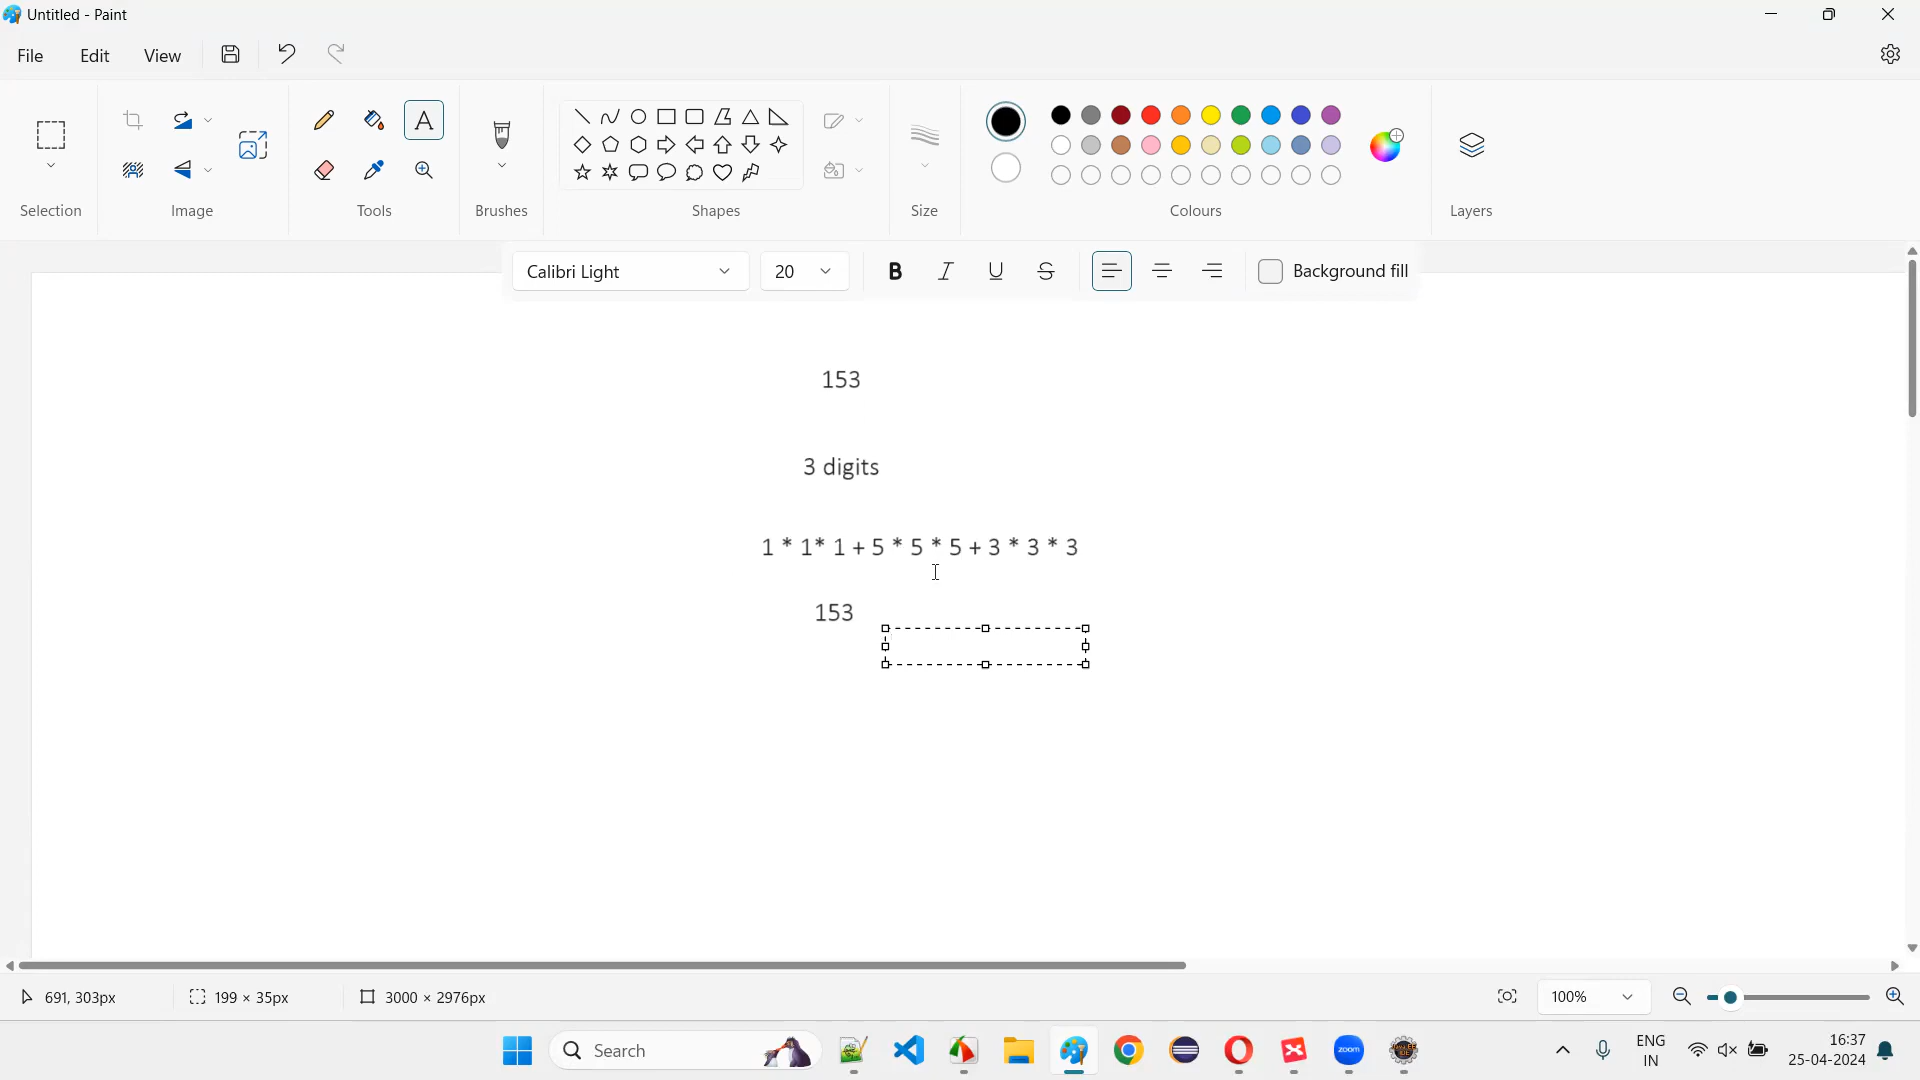 Untitled - Paint
File Edit View
Selection Image Tools Brushes Shapes Size Colours Layers
Calibri Light 20 B I U S Background fill
153
3 digits
1 * 1* 1 + 5 * 5 * 5 + 3 * 3 * 3
153
691, 303px 199 × 35px 3000 × 2976px 100%
Search zoom ENG 16:37
IN 25-04-2024